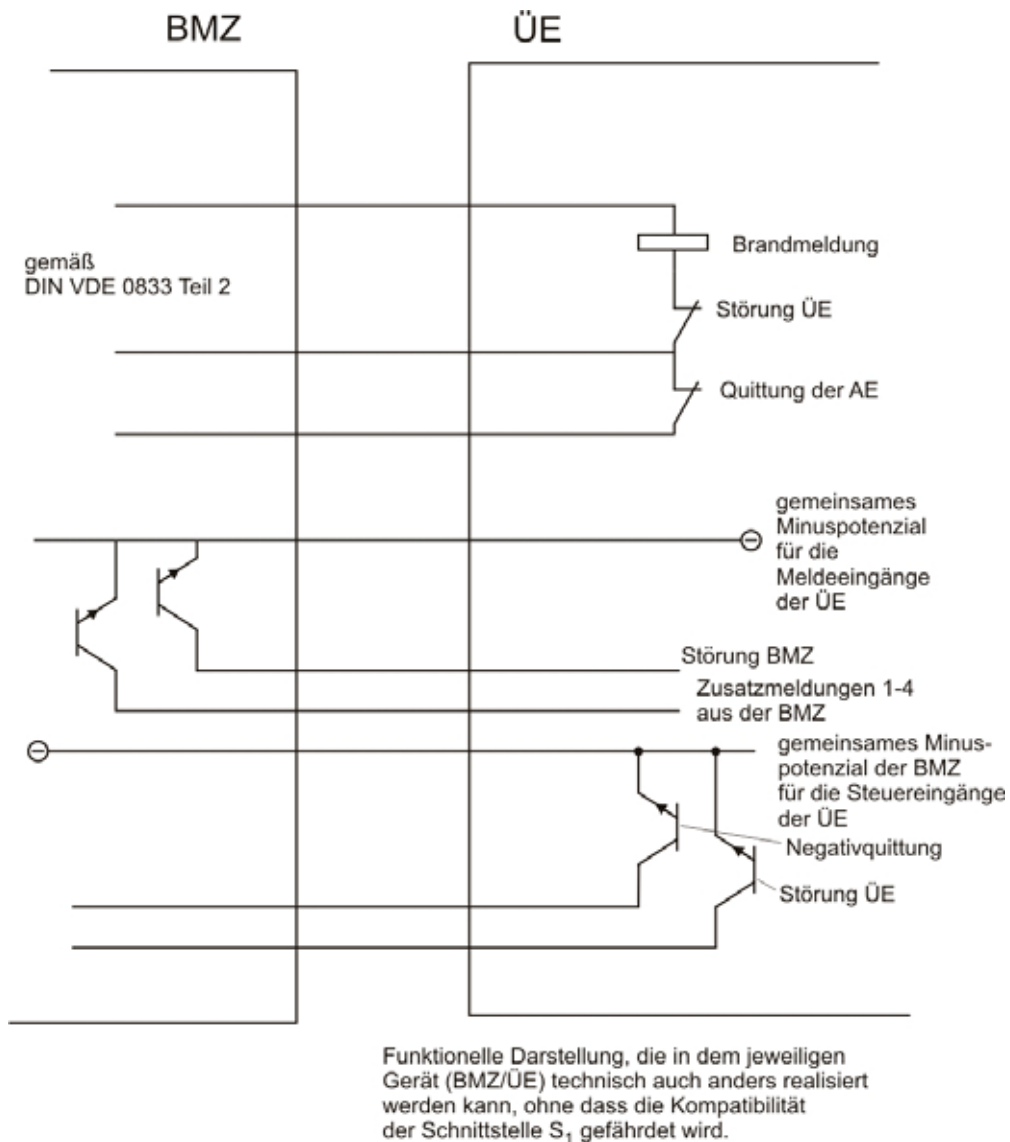 BMZ
ÜE
Brandmeldung
gemäß
DIN VDE 0833 Teil 2
Störung ÜE
Quittung der AE
gemeinsames
Minuspotenzial
für die
Meldeeingänge
der ÜE
Störung BMZ
Zusatzmeldungen 1-4
aus der BMZ
gemeinsames Minus-
potenzial der BMZ
für die Steuereingänge
der ÜE
Negativquittung
Störung ÜE
Funktionelle Darstellung, die in dem jeweiligen
Gerät (BMZ/ÜE) technisch auch anders realisiert
werden kann, ohne dass die Kompatibilität
der Schnittstelle S₁ gefährdet wird.